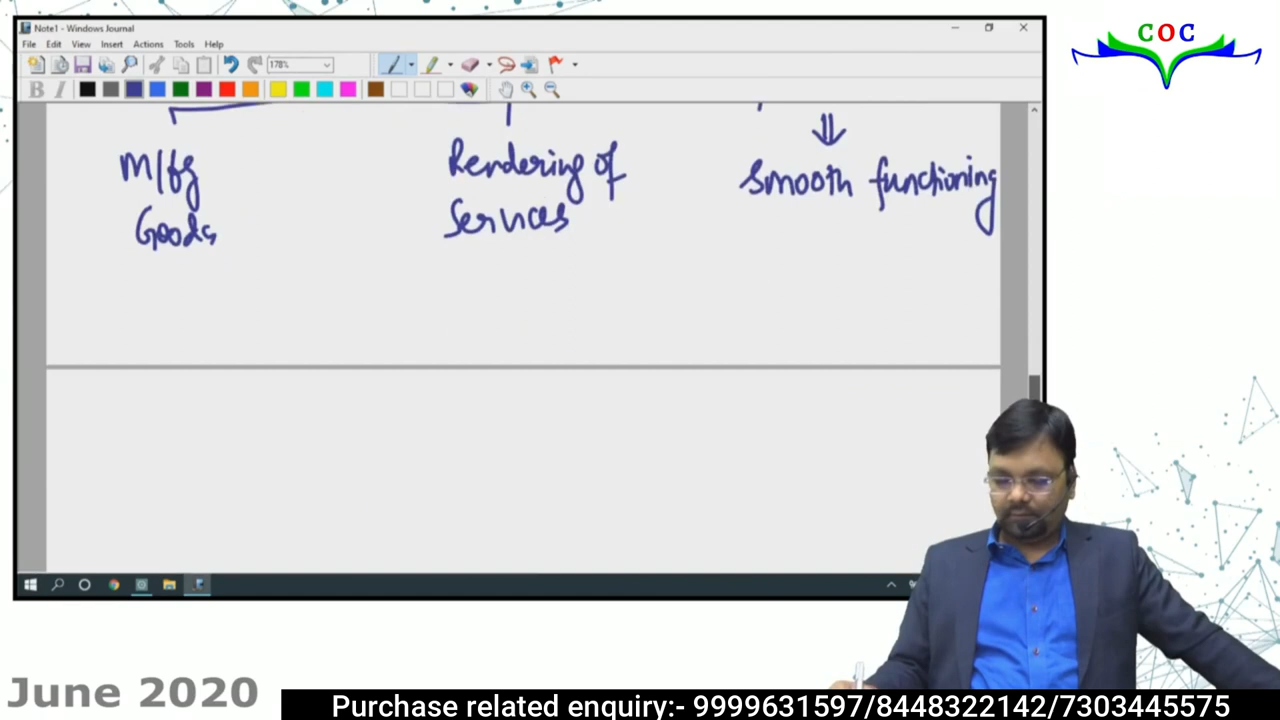 Note1 - Windows Journal
File Edit View Insert Actions Tools Help
178%
B I
M/fg
Goods
Rendering of
Services
Smooth functioning
COC
June 2020
Purchase related enquiry:- 9999631597/8448322142/7303445575